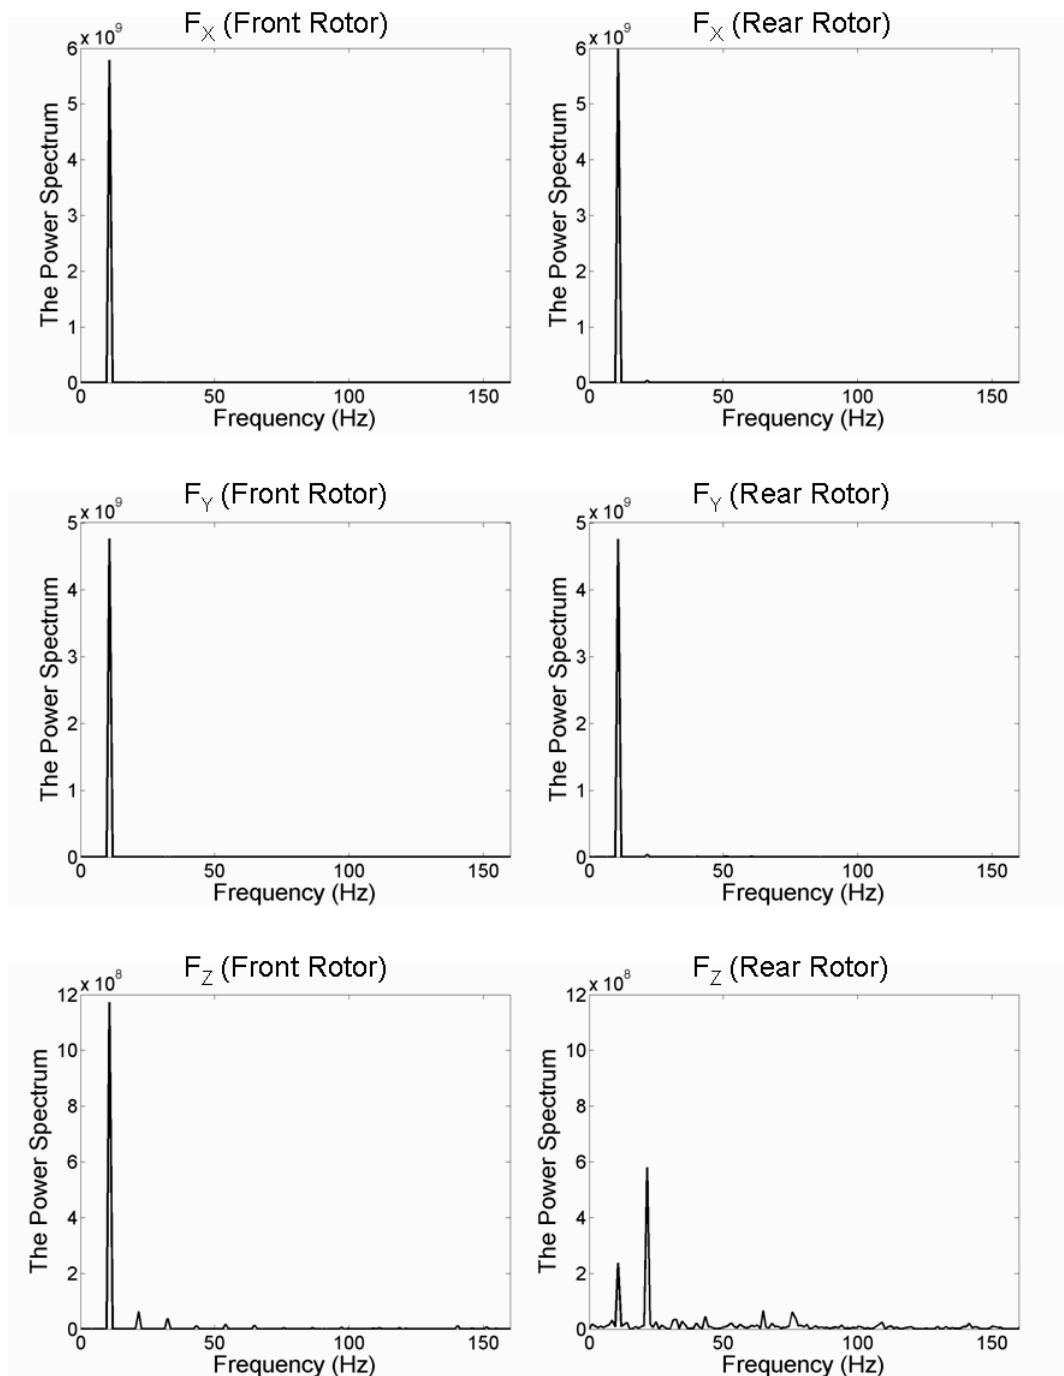 F_X (Front Rotor)
x 10^9
6
5
4
3
2
1
0
The Power Spectrum
0 50 100 150
Frequency (Hz)
F_X (Rear Rotor)
x 10^9
6
5
4
3
2
1
0
The Power Spectrum
0 50 100 150
Frequency (Hz)
F_Y (Front Rotor)
x 10^9
5
4
3
2
1
0
The Power Spectrum
0 50 100 150
Frequency (Hz)
F_Y (Rear Rotor)
x 10^9
5
4
3
2
1
0
The Power Spectrum
0 50 100 150
Frequency (Hz)
F_Z (Front Rotor)
x 10^8
12
10
8
6
4
2
0
The Power Spectrum
0 50 100 150
Frequency (Hz)
F_Z (Rear Rotor)
x 10^8
12
10
8
6
4
2
0
The Power Spectrum
0 50 100 150
Frequency (Hz)